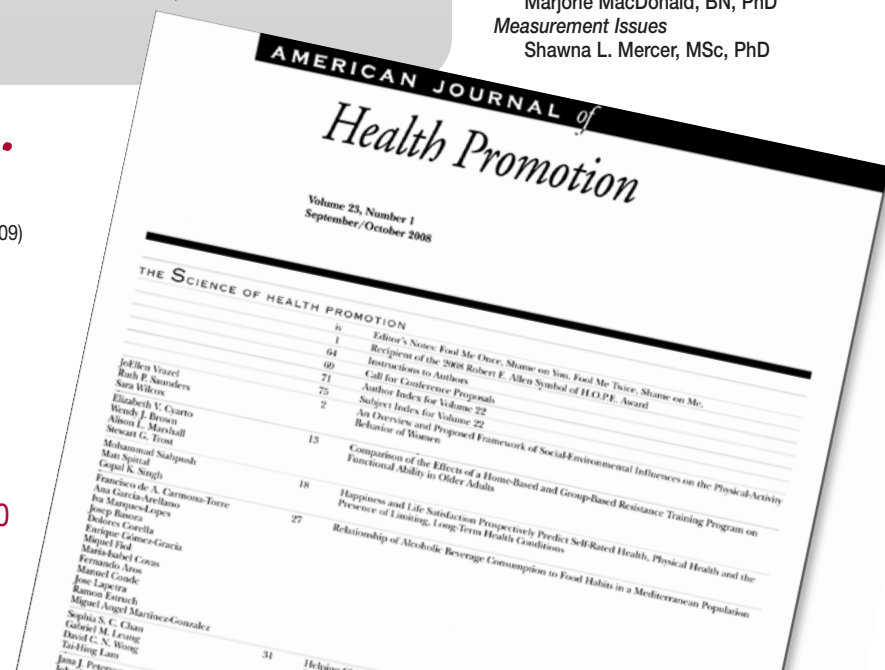 Marjorie MacDonald, BN, PhD
Measurement Issues
Shawna L. Mercer, MSc, PhD
09)
0
AMERICAN JOURNAL of
Health Promotion
Volume 23, Number 1
September/October 2008
THE SCIENCE OF HEALTH PROMOTION
iv Editor's Notes: Fool Me Once, Shame on You, Fool Me Twice, Shame on Me.
1 Recipient of the 2008 Robert F. Allen Symbol of H.O.P.E. Award
64 Instructions to Authors
69 Call for Conference Proposals
71 Author Index for Volume 22
75 Subject Index for Volume 22
JoEllen Vrazel 2 An Overview and Proposed Framework of Social-Environmental Influences on the Physical-Activity
Ruth P. Saunders Behavior of Women
Sara Wilcox
Elizabeth V. Cyarto 13 Comparison of the Effects of a Home-Based and Group-Based Resistance Training Program on
Wendy J. Brown Functional Ability in Older Adults
Alison L. Marshall
Stewart G. Trost
Mohammad Siahpush 18 Happiness and Life Satisfaction Prospectively Predict Self-Rated Health, Physical Health and the
Matt Spittal Presence of Limiting, Long-Term Health Conditions
Gopal K. Singh
Francisco de A. Carmona-Torre 27 Relationship of Alcoholic Beverage Consumption to Food Habits in a Mediterranean Population
Ana Garcia-Arellano
Iva Marques-Lopes
Josep Basora
Dolores Corella
Enrique Gómez-Gracia
Miquel Fiol
Maria-Isabel Covas
Fernando Aros
Manuel Conde
Jose Lapetra
Ramon Estruch
Miguel Angel Martinez-Gonzalez
Sophia S. C. Chan 31
Gabriel M. Leung
David C. N. Wong
Tai-Hing Lam
Jana J.